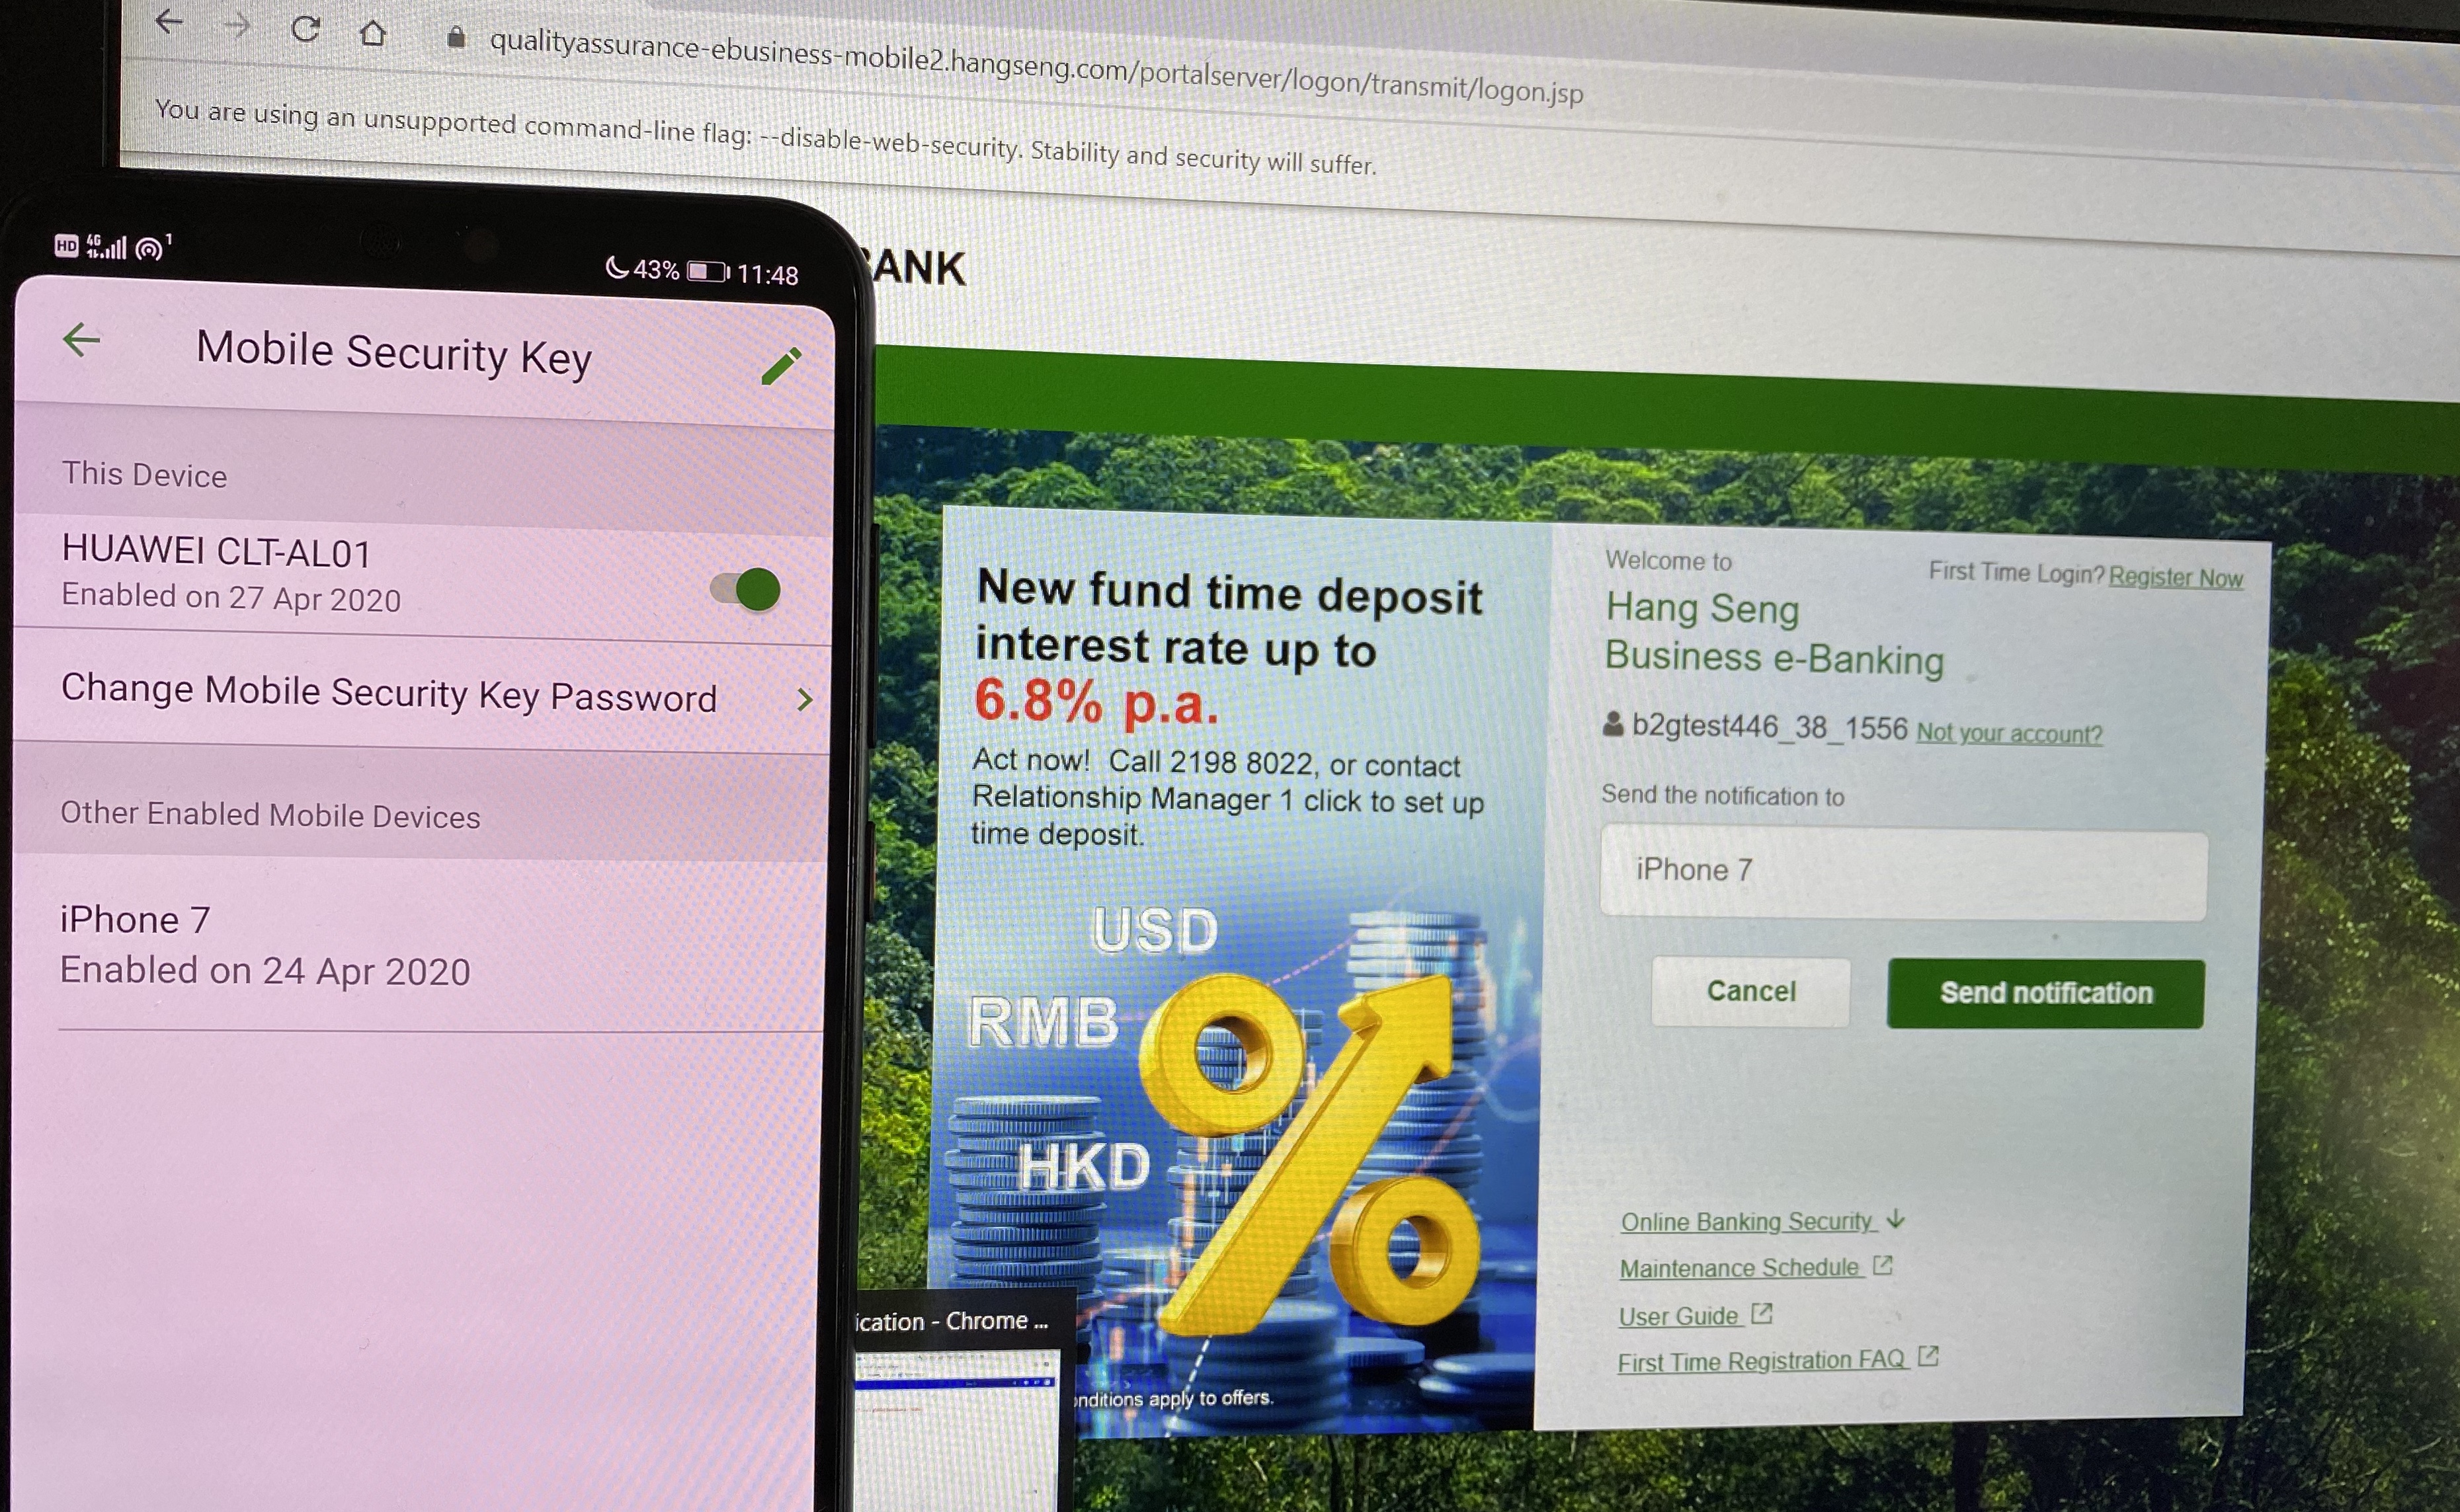 qualityassurance-ebusiness-mobile2.hangseng.com/portalserver/logon/transmit/logon.jsp
You are using an unsupported command-line flag: --disable-web-security. Stability and security will suffer.
HD 4G 1
43% 11:48
Mobile Security Key
This Device
HUAWEI CLT-AL01
Enabled on 27 Apr 2020
Change Mobile Security Key Password
Other Enabled Mobile Devices
iPhone 7
Enabled on 24 Apr 2020
ANK
New fund time deposit
interest rate up to
6.8% p.a.
Act now! Call 2198 8022, or contact
Relationship Manager 1 click to set up
time deposit.
USD
RMB
HKD
%
ication - Chrome ...
nditions apply to offers.
Welcome to
First Time Login? Register Now
Hang Seng
Business e-Banking
b2gtest446_38_1556 Not your account?
Send the notification to
iPhone 7
Cancel
Send notification
Online Banking Security
Maintenance Schedule
User Guide
First Time Registration FAQ